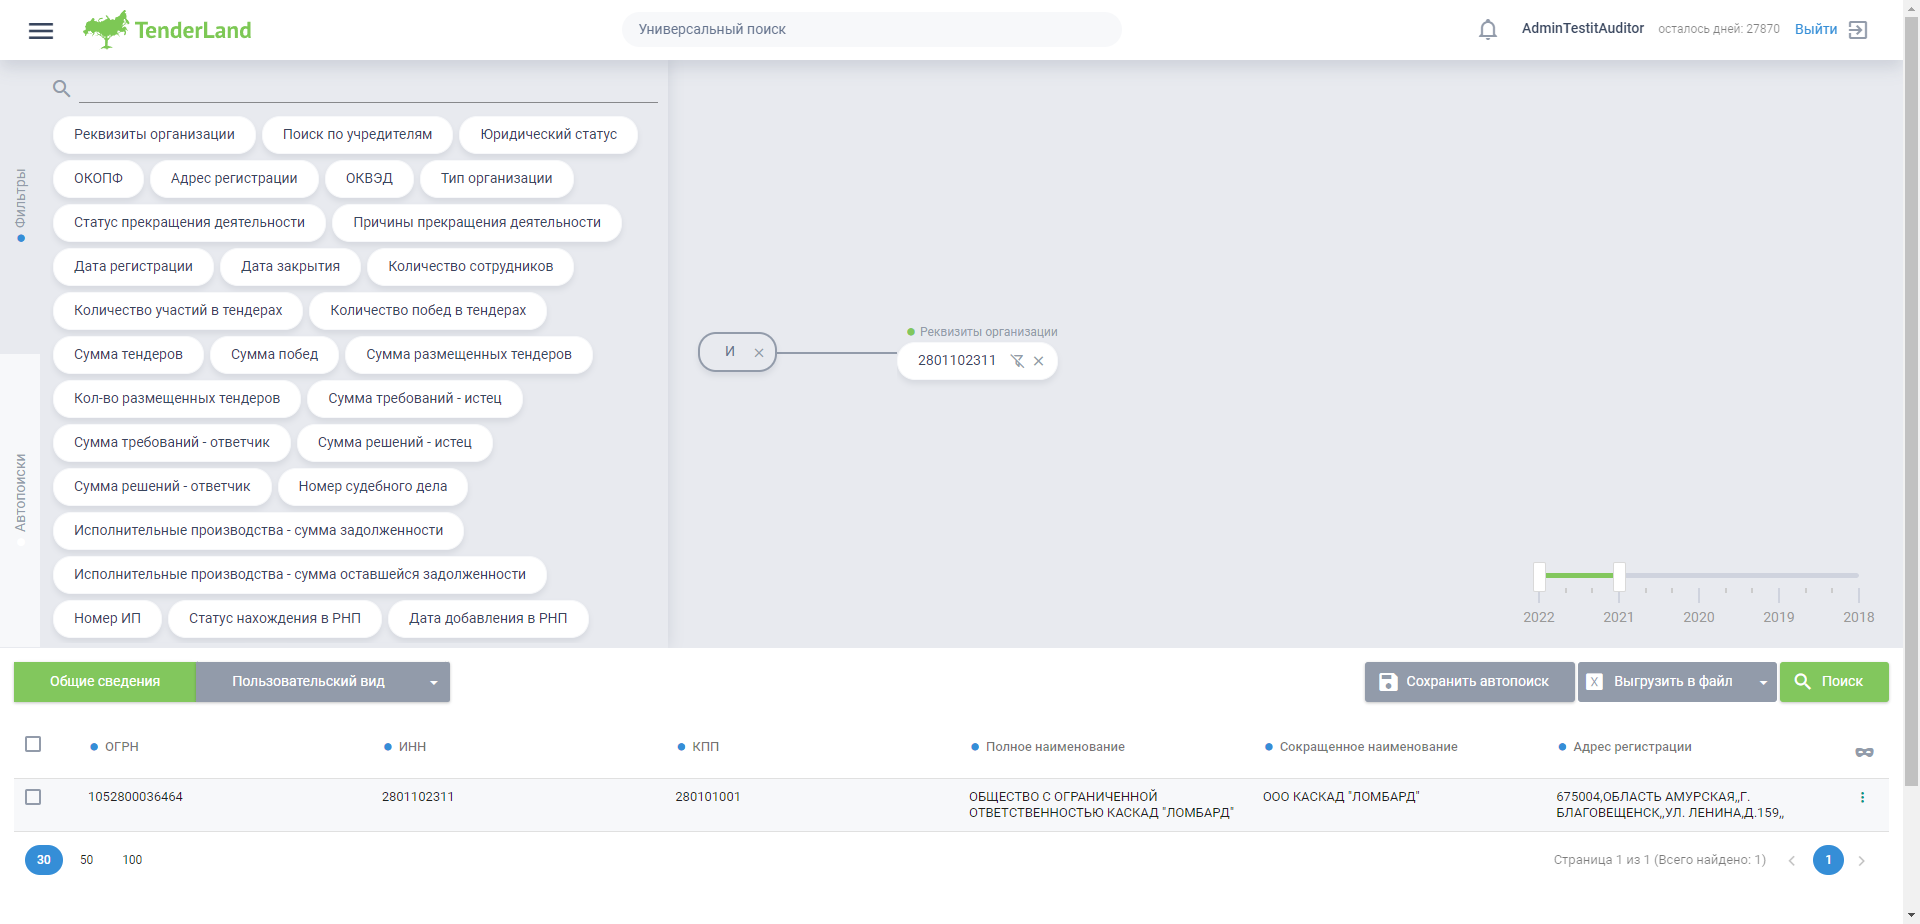 TenderLand
Универсальный поиск
AdminTestitAuditor
осталось дней: 27870
Выйти
Фильтры
Автопоиски
Реквизиты организации
Поиск по учредителям
Юридический статус
ОКОПФ
Адрес регистрации
ОКВЭД
Тип организации
Статус прекращения деятельности
Причины прекращения деятельности
Дата регистрации
Дата закрытия
Количество сотрудников
Количество участий в тендерах
Количество побед в тендерах
Сумма тендеров
Сумма побед
Сумма размещенных тендеров
Кол-во размещенных тендеров
Сумма требований - истец
Сумма требований - ответчик
Сумма решений - истец
Сумма решений - ответчик
Номер судебного дела
Исполнительные производства - сумма задолженности
Исполнительные производства - сумма оставшейся задолженности
Номер ИП
Статус нахождения в РНП
Дата добавления в РНП
И
Реквизиты организации
2801102311
2022
2021
2020
2019
2018
Общие сведения
Пользовательский вид
Сохранить автопоиск
X
Выгрузить в файл
Поиск
ОГРН
ИНН
КПП
Полное наименование
Сокращенное наименование
Адрес регистрации
1052800036464
2801102311
280101001
ОБЩЕСТВО С ОГРАНИЧЕННОЙ
ОТВЕТСТВЕННОСТЬЮ КАСКАД "ЛОМБАРД"
ООО КАСКАД "ЛОМБАРД"
675004,ОБЛАСТЬ АМУРСКАЯ,,Г.
БЛАГОВЕЩЕНСК,,УЛ. ЛЕНИНА,Д.159,,
30
50
100
Страница 1 из 1 (Всего найдено: 1)
1